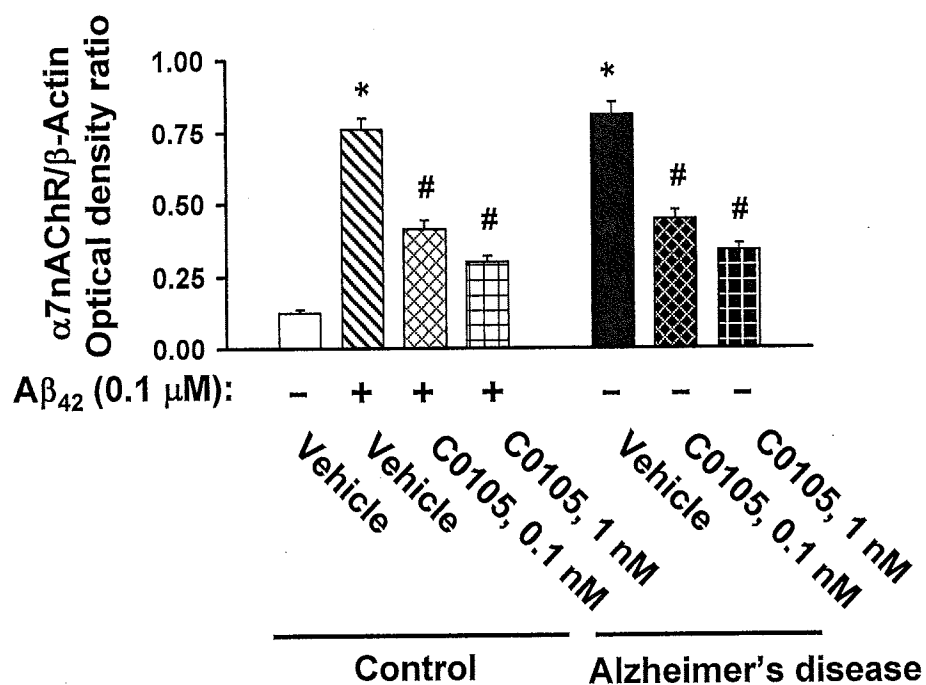 α7nAChR/β-Actin
Optical density ratio
1.00
0.75
0.50
0.25
0.00
*
#
#
*
#
#
Aβ42 (0.1 μM): – + + + – – –
Vehicle
Vehicle
C0105, 0.1 nM
C0105, 1 nM
Vehicle
C0105, 0.1 nM
C0105, 1 nM
Control
Alzheimer's disease